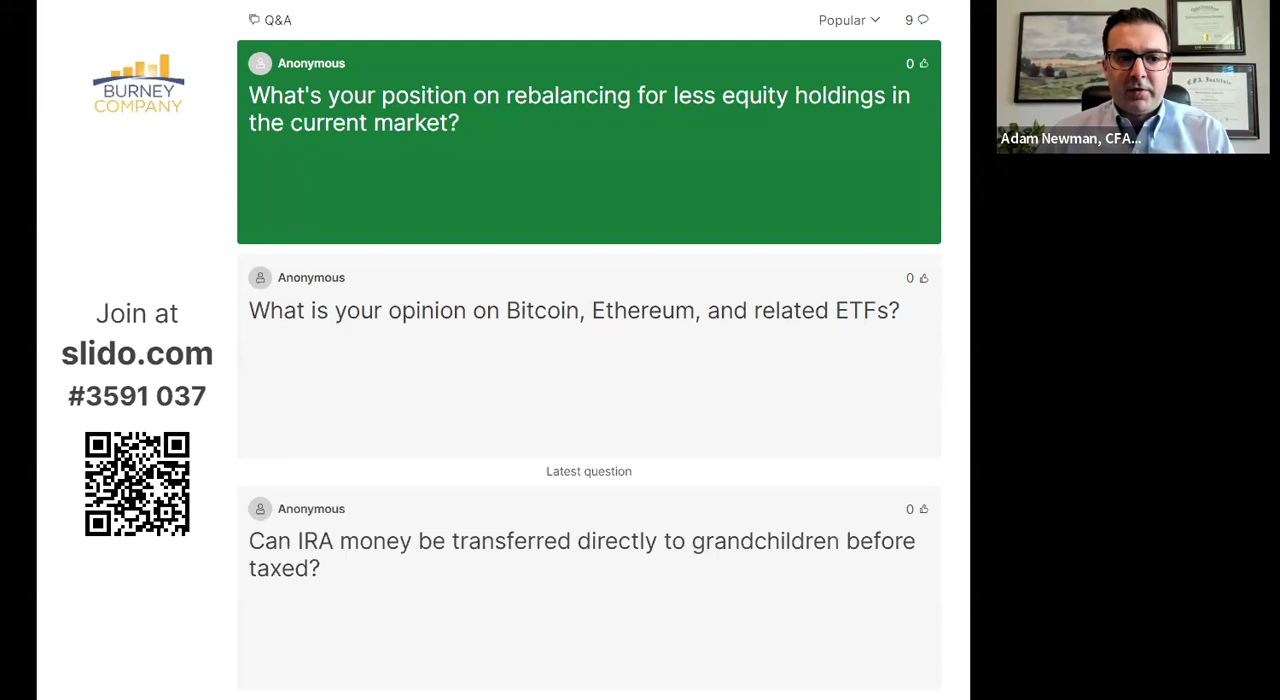 Q&A
Popular
9
BURNEY
COMPANY
Anonymous
0
What's your position on rebalancing for less equity holdings in
the current market?
Anonymous
0
What is your opinion on Bitcoin, Ethereum, and related ETFs?
Join at
slido.com
#3591 037
Latest question
Anonymous
0
Can IRA money be transferred directly to grandchildren before
taxed?
Adam Newman, CFA...